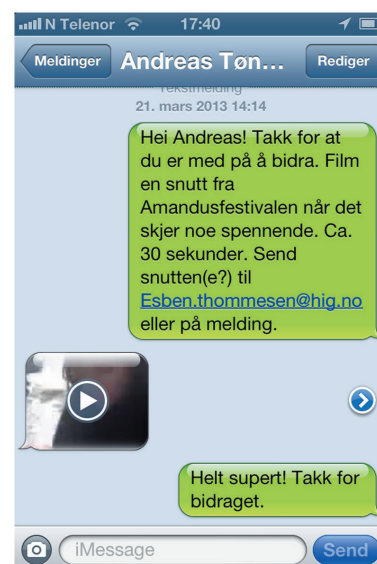 N Telenor 17:40
Meldinger Andreas Tøn... Rediger
Tekstmelding
21. mars 2013 14:14
Hei Andreas! Takk for at
du er med på å bidra. Film
en snutt fra
Amandusfestivalen når det
skjer noe spennende. Ca.
30 sekunder. Send
snutten(e?) til
Esben.thommesen@hig.no
eller på melding.
Helt supert! Takk for
bidraget.
iMessage Send